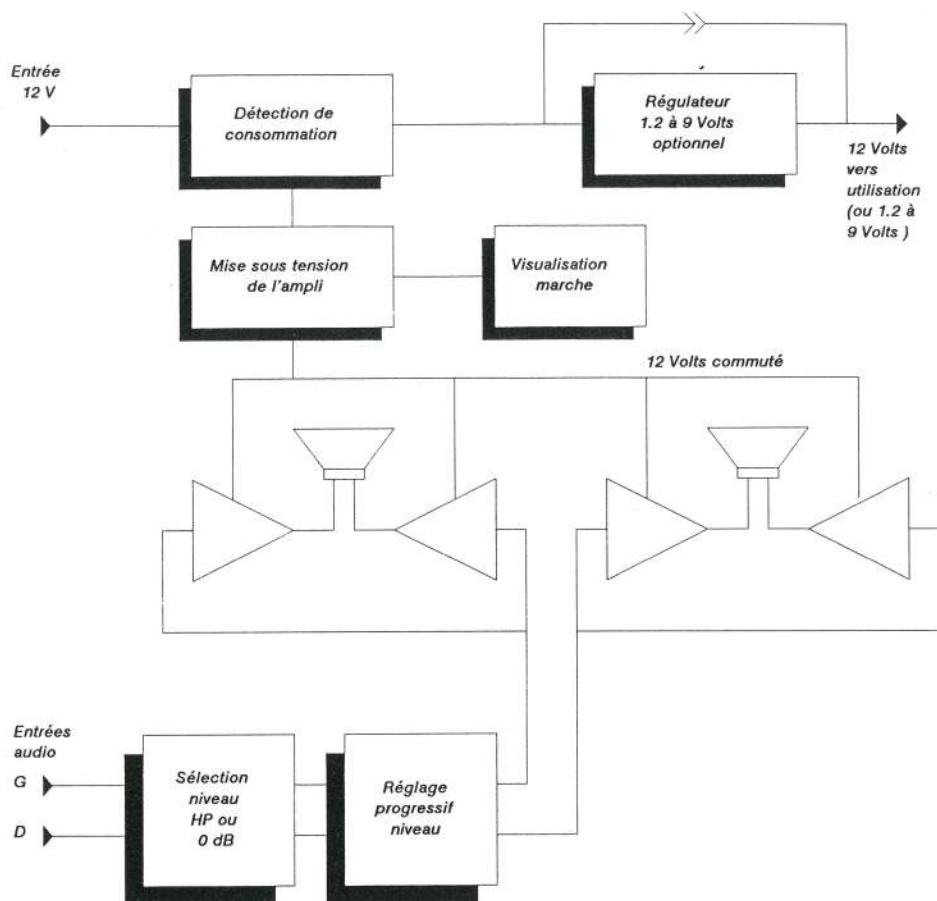 Entrée
12 V
Détection de
consommation
Régulateur
1.2 à 9 Volts
optionnel
12 Volts
vers
utilisation
(ou 1.2 à
9 Volts )
Mise sous tension
de l'ampli
Visualisation
marche
12 Volts commuté
Entrées
audio
G
D
Sélection
niveau
HP ou
0 dB
Réglage
progressif
niveau